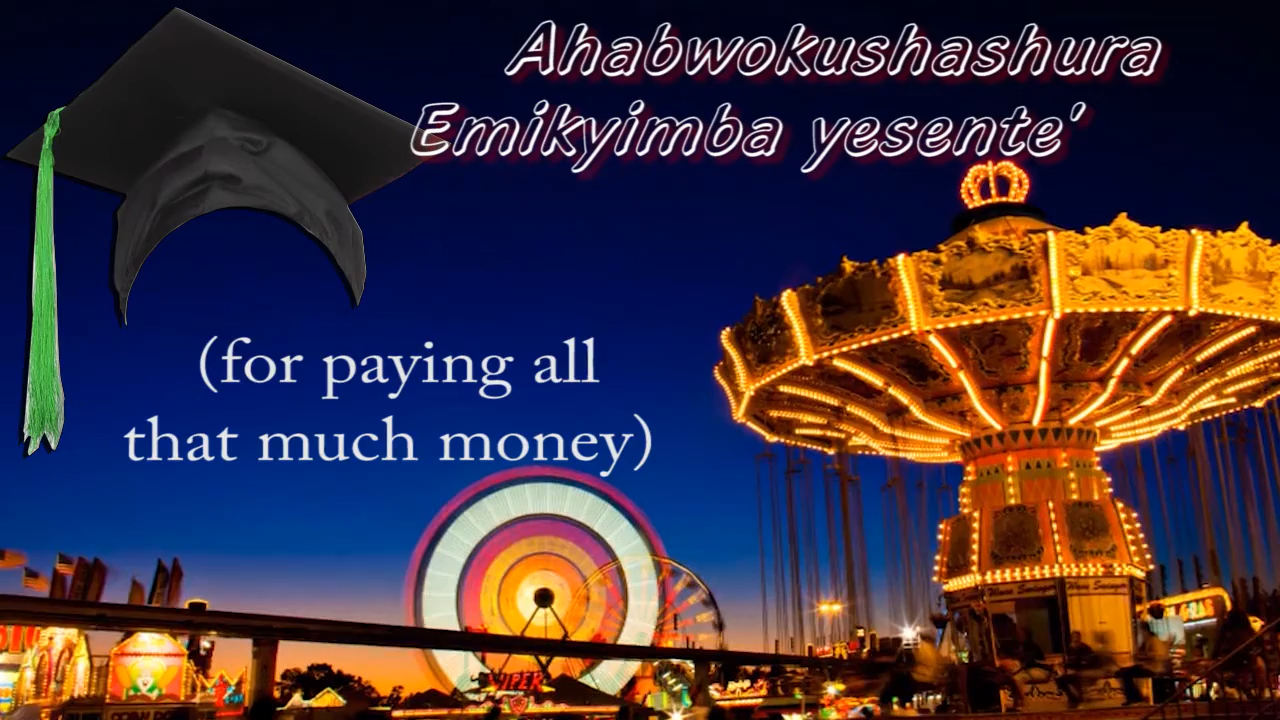 Ahabwokushashura
Emikyimba yesente'
(for paying all
that much money)
VIPER